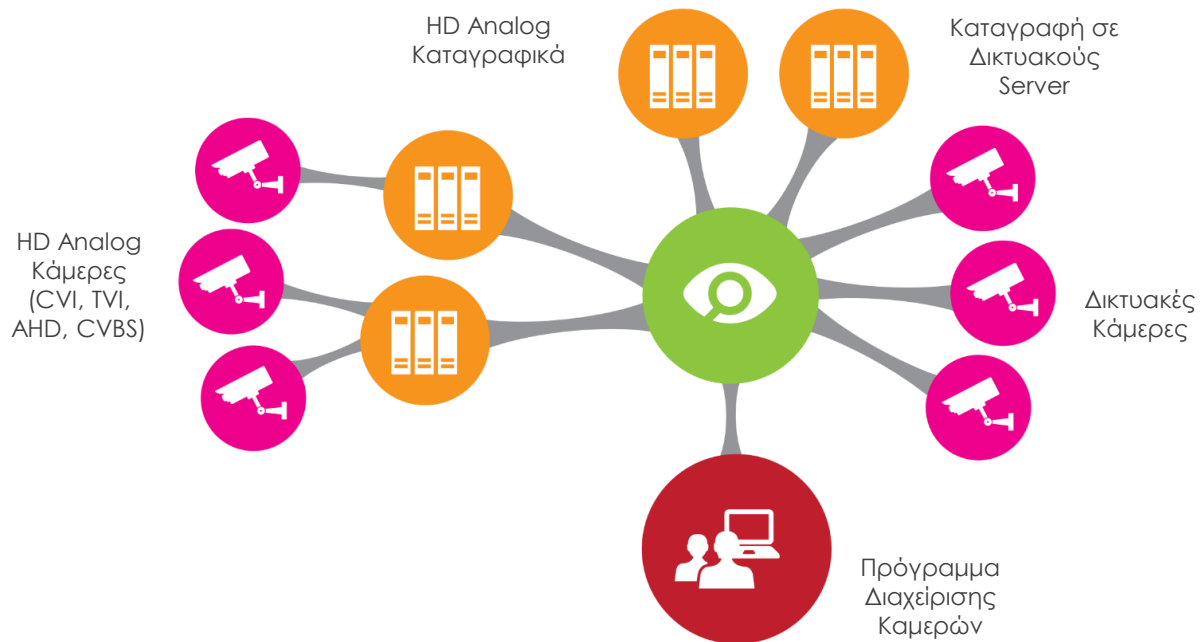 HD Analog
Καταγραφικά
Καταγραφή σε
Δικτυακούς
Server
HD Analog
Κάμερες
(CVI, TVI,
AHD, CVBS)
Δικτυακές
Κάμερες
Πρόγραμμα
Διαχείρισης
Καμερών